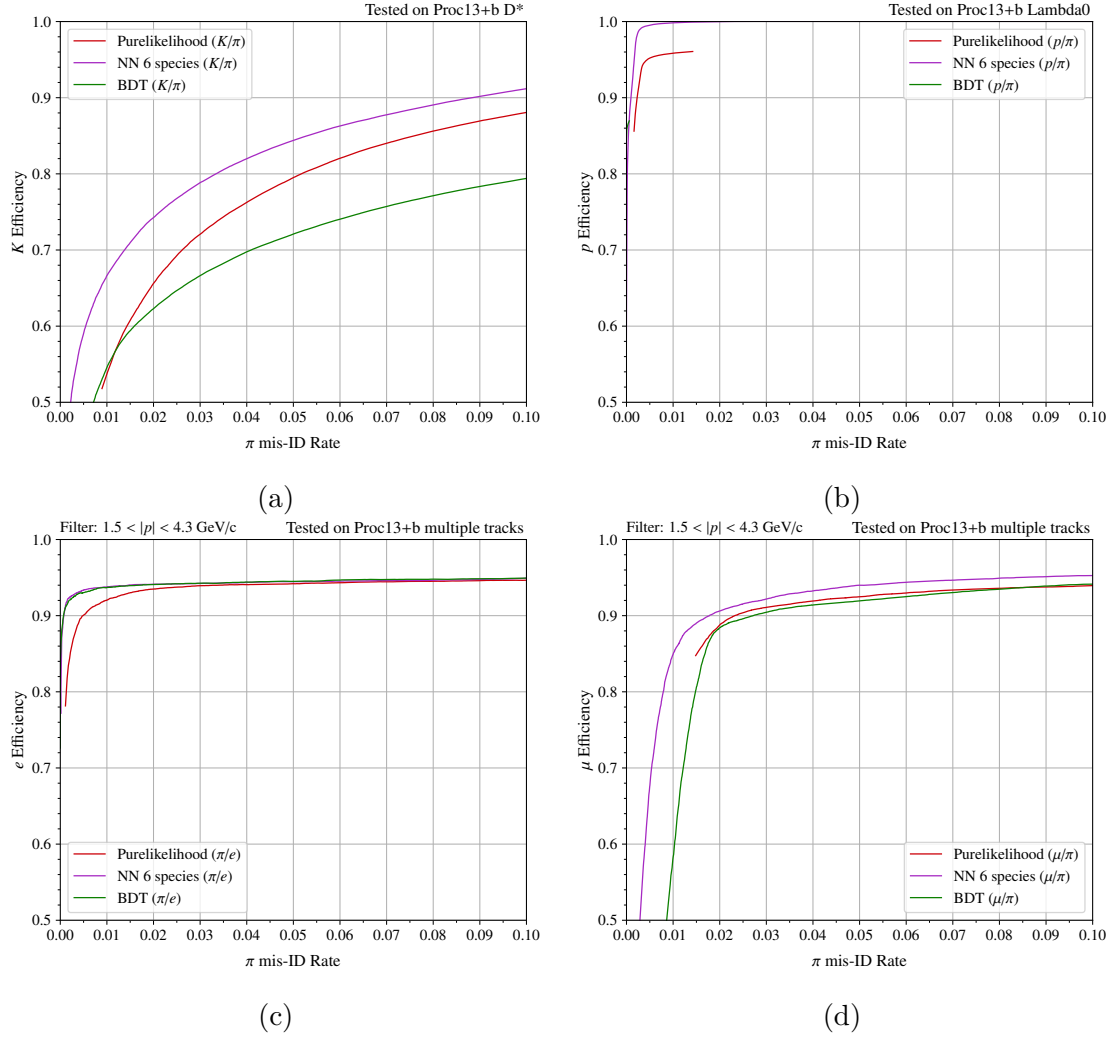 Tested on Proc13+b D*
1.0
0.9
0.8
0.7
0.6
0.5
K Efficiency
Purelikelihood (K/π)
NN 6 species (K/π)
BDT (K/π)
0.00 0.01 0.02 0.03 0.04 0.05 0.06 0.07 0.08 0.09 0.10
π mis-ID Rate
(a)
Tested on Proc13+b Lambda0
1.0
0.9
0.8
0.7
0.6
0.5
p Efficiency
Purelikelihood (p/π)
NN 6 species (p/π)
BDT (p/π)
0.00 0.01 0.02 0.03 0.04 0.05 0.06 0.07 0.08 0.09 0.10
π mis-ID Rate
(b)
Filter: 1.5 < |p| < 4.3 GeV/c Tested on Proc13+b multiple tracks
1.0
0.9
0.8
0.7
0.6
0.5
e Efficiency
Purelikelihood (π/e)
NN 6 species (π/e)
BDT (π/e)
0.00 0.01 0.02 0.03 0.04 0.05 0.06 0.07 0.08 0.09 0.10
π mis-ID Rate
(c)
Filter: 1.5 < |p| < 4.3 GeV/c Tested on Proc13+b multiple tracks
1.0
0.9
0.8
0.7
0.6
0.5
μ Efficiency
Purelikelihood (μ/π)
NN 6 species (μ/π)
BDT (μ/π)
0.00 0.01 0.02 0.03 0.04 0.05 0.06 0.07 0.08 0.09 0.10
π mis-ID Rate
(d)